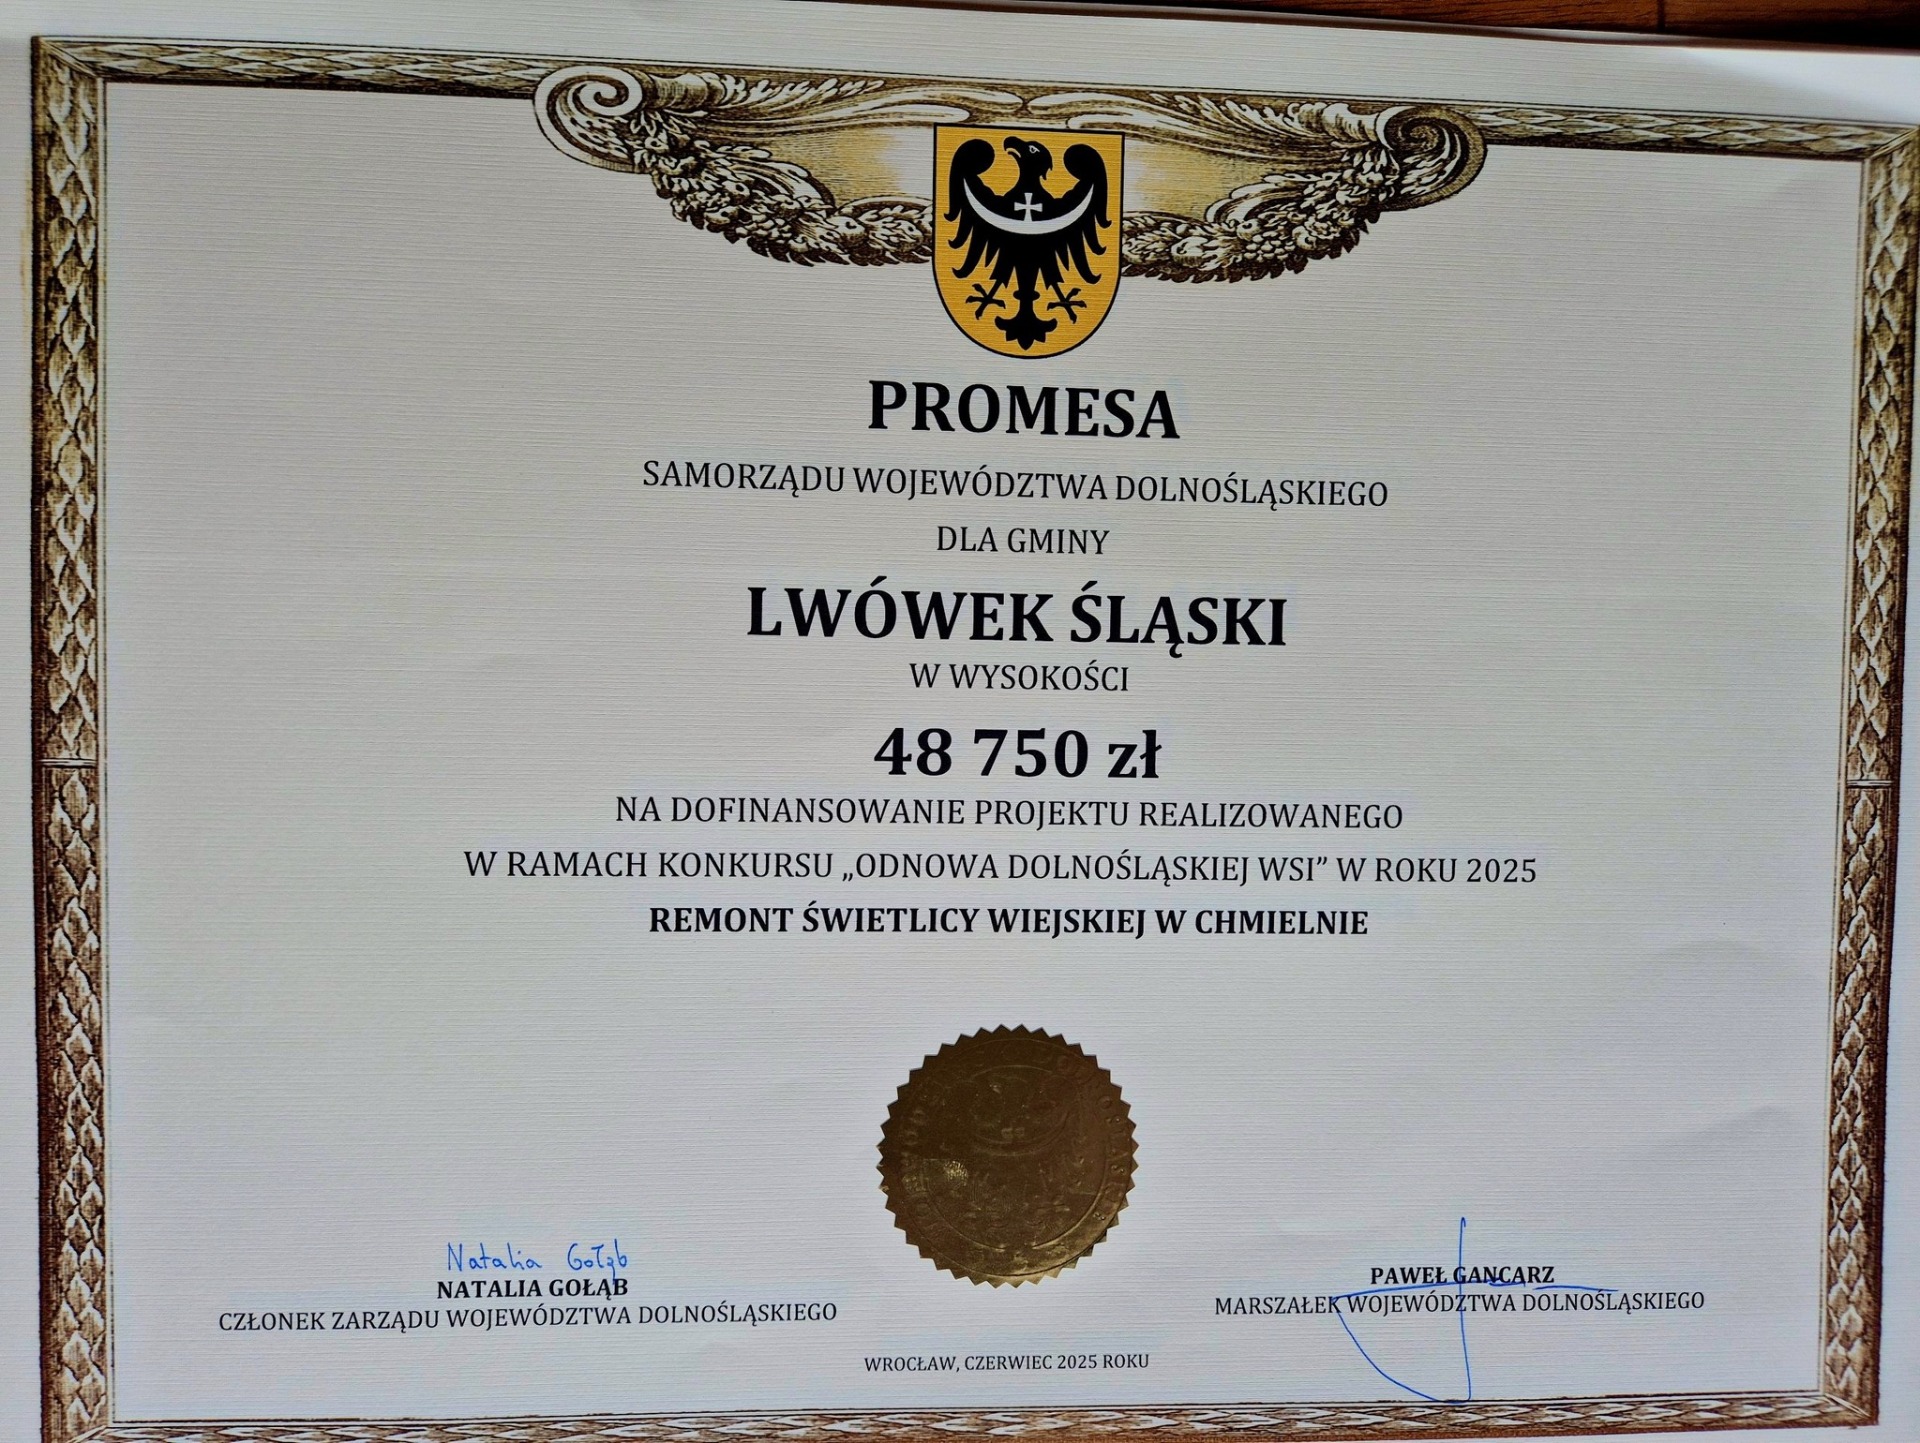 PROMESA
SAMORZĄDU WOJEWÓDZTWA DOLNOŚLĄSKIEGO
DLA GMINY
LWÓWEK ŚLĄSKI
W WYSOKOŚCI
48 750 zł
NA DOFINANSOWANIE PROJEKTU REALIZOWANEGO
W RAMACH KONKURSU „ODNOWA DOLNOŚLĄSKIEJ WSI” W ROKU 2025
REMONT ŚWIETLICY WIEJSKIEJ W CHMIELNIE
Natalia Gołąb
NATALIA GOŁĄB
CZŁONEK ZARZĄDU WOJEWÓDZTWA DOLNOŚLĄSKIEGO
PAWEŁ GANCARZ
MARSZAŁEK WOJEWÓDZTWA DOLNOŚLĄSKIEGO
WROCŁAW, CZERWIEC 2025 ROKU